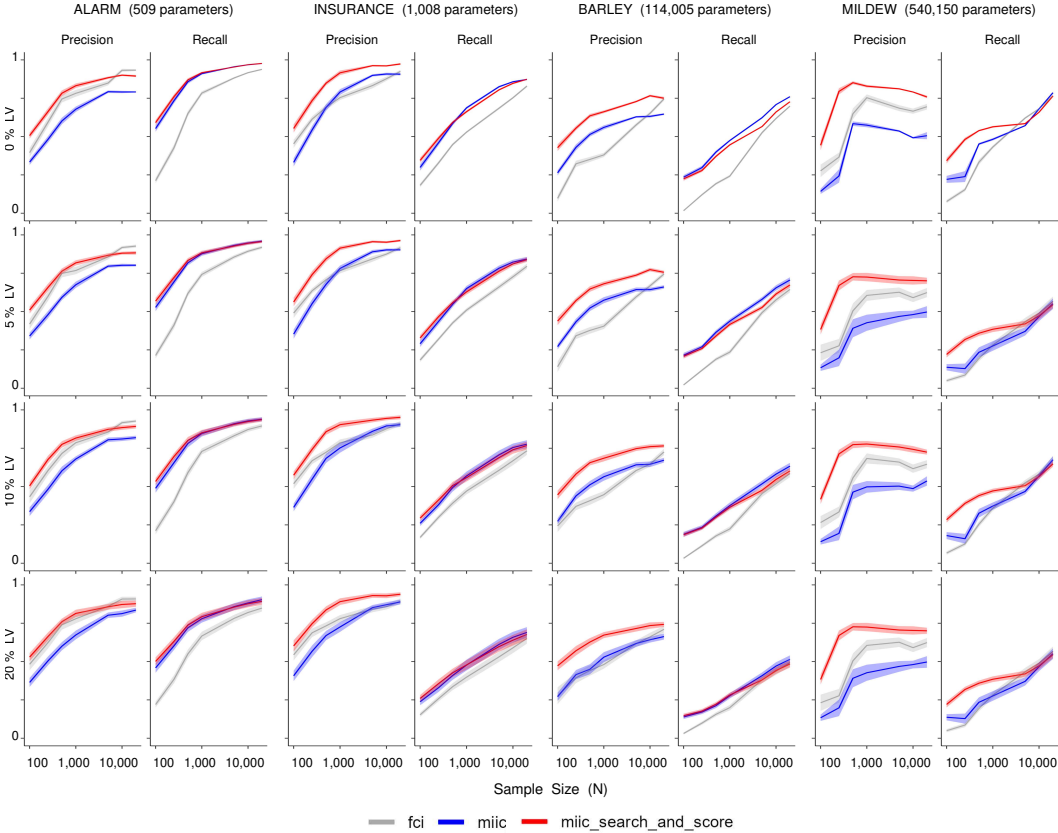 ALARM (509 parameters) INSURANCE (1,008 parameters) BARLEY (114,005 parameters) MILDEW (540,150 parameters)
Precision Recall Precision Recall Precision Recall Precision Recall
1
0 % LV
0
1
5 % LV
0
1
10 % LV
0
1
20 % LV
0
100 1,000 10,000 100 1,000 10,000 100 1,000 10,000 100 1,000 10,000 100 1,000 10,000 100 1,000 10,000 100 1,000 10,000 100 1,000 10,000
Sample Size (N)
fci miic miic_search_and_score